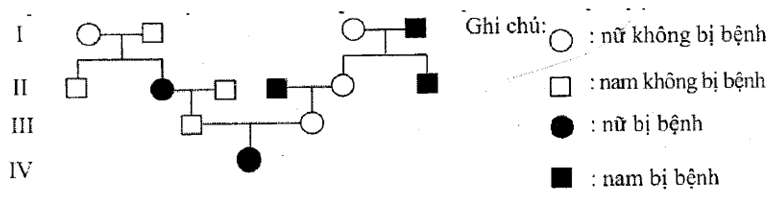 I
II
III
IV
Ghi chú:
: nữ không bị bệnh
: nam không bị bệnh
: nữ bị bệnh
: nam bị bệnh